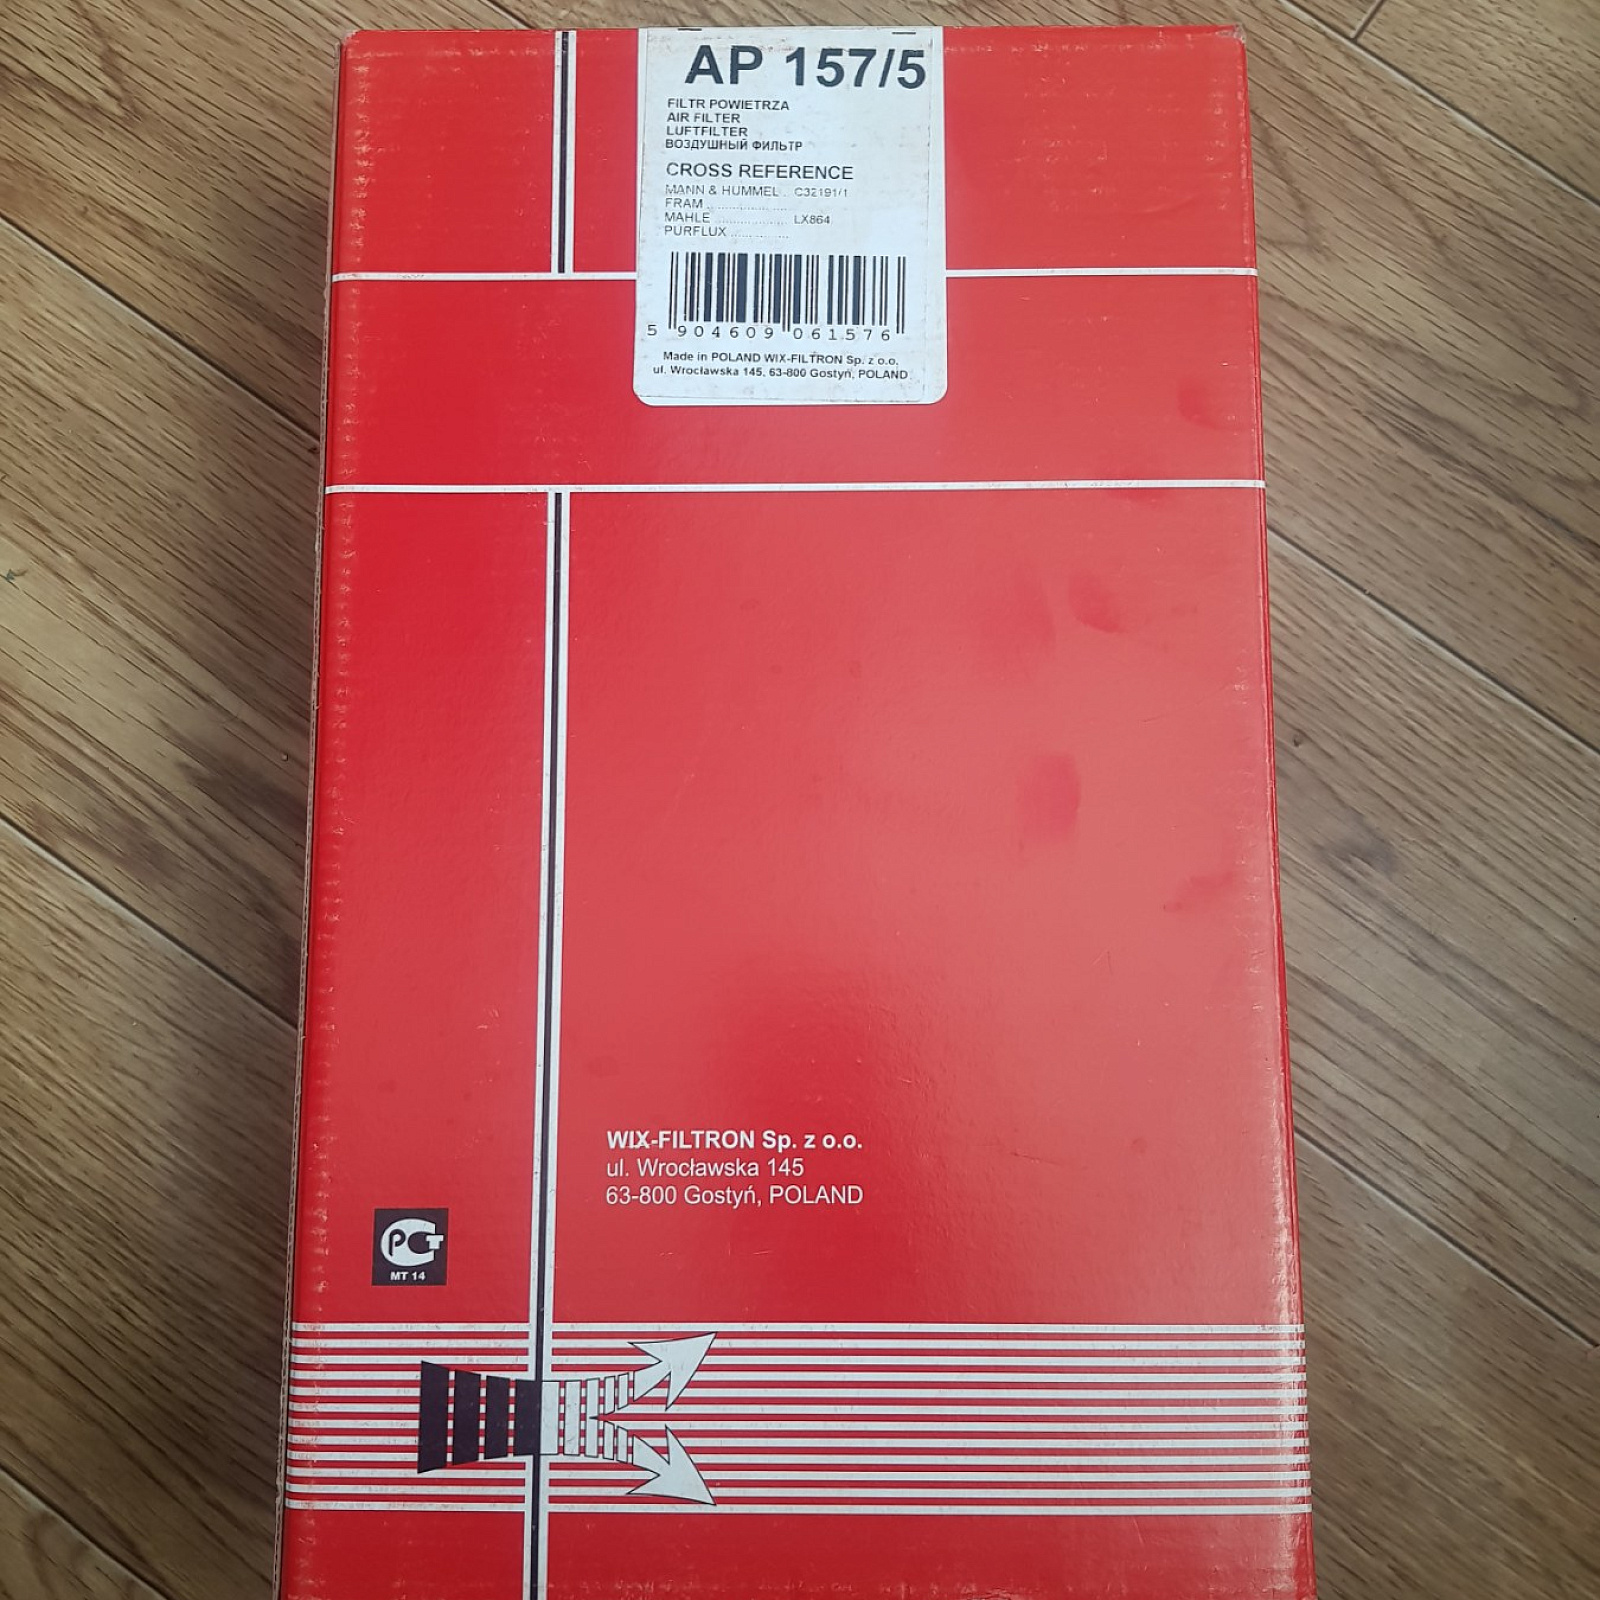 AP 157/5
FILTR POWIETRZA
AIR FILTER
LUFTFILTER
ВОЗДУШНЫЙ ФИЛЬТР
CROSS REFERENCE
MANN & HUMMEL .. C32191/1
FRAM ....................
MAHLE .................... LX864
PURFLUX ...............
5 904609 061576
Made in POLAND WIX-FILTRON Sp. z o.o.
ul. Wrocławska 145, 63-800 Gostyń, POLAND
WIX-FILTRON Sp. z o.o.
ul. Wrocławska 145
63-800 Gostyń, POLAND
РСТ
МТ 14